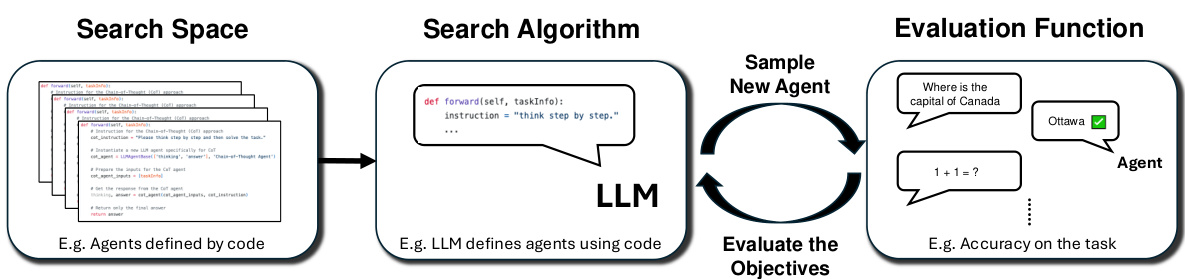 Search Space
def forward(self, taskInfo):
# Instruction for the Chain-of-Thought (CoT) approach
def forward(self, taskInfo):
# Instruction for the Chain-of-Thought (CoT) approach
def forward(self, taskInfo):
# Instruction for the Chain-of-Thought (CoT) approach
def forward(self, taskInfo):
# Instruction for the Chain-of-Thought (CoT) approach
cot_instruction = "Please think step by step and then solve the task."
# Instantiate a new LLM agent specifically for CoT
cot_agent = LLMAgentBase(['thinking', 'answer'], 'Chain-of-Thought Agent')
# Prepare the inputs for the CoT agent
cot_agent_inputs = [taskInfo]
# Get the response from the CoT agent
thinking, answer = cot_agent(cot_agent_inputs, cot_instruction)
# Return only the final answer
return answer
E.g. Agents defined by code
Search Algorithm
def forward(self, taskInfo):
instruction = "think step by step."
...
LLM
E.g. LLM defines agents using code
Sample
New Agent
Evaluate the
Objectives
Evaluation Function
Where is the
capital of Canada
Ottawa ✅
Agent
1 + 1 = ?
E.g. Accuracy on the task